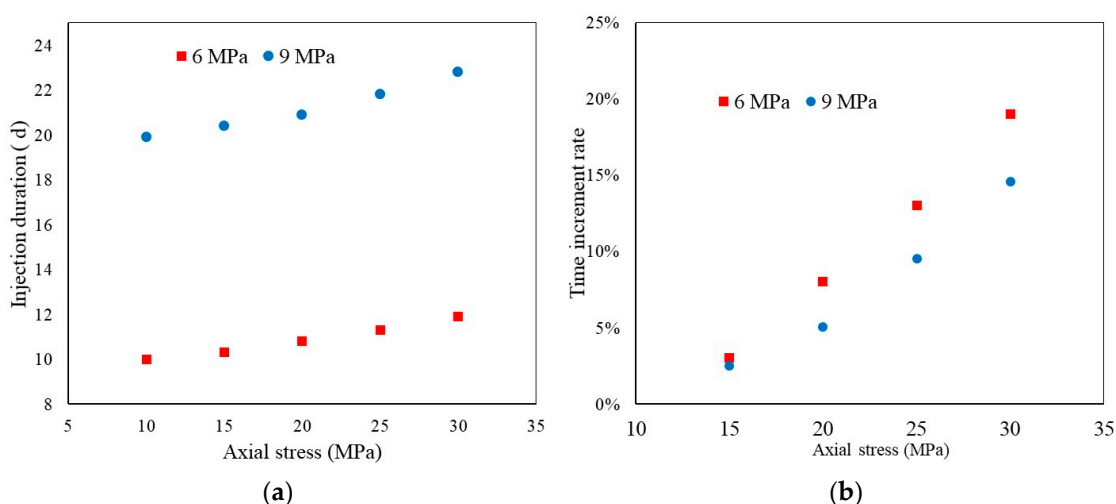 24
22
20
18
16
14
12
10
8
Injection duration ( d)
6 MPa 9 MPa
5 10 15 20 25 30 35
Axial stress (MPa)
(a)
25%
20%
15%
10%
5%
0%
Time increment rate
6 MPa 9 MPa
10 15 20 25 30 35
Axial stress (MPa)
(b)